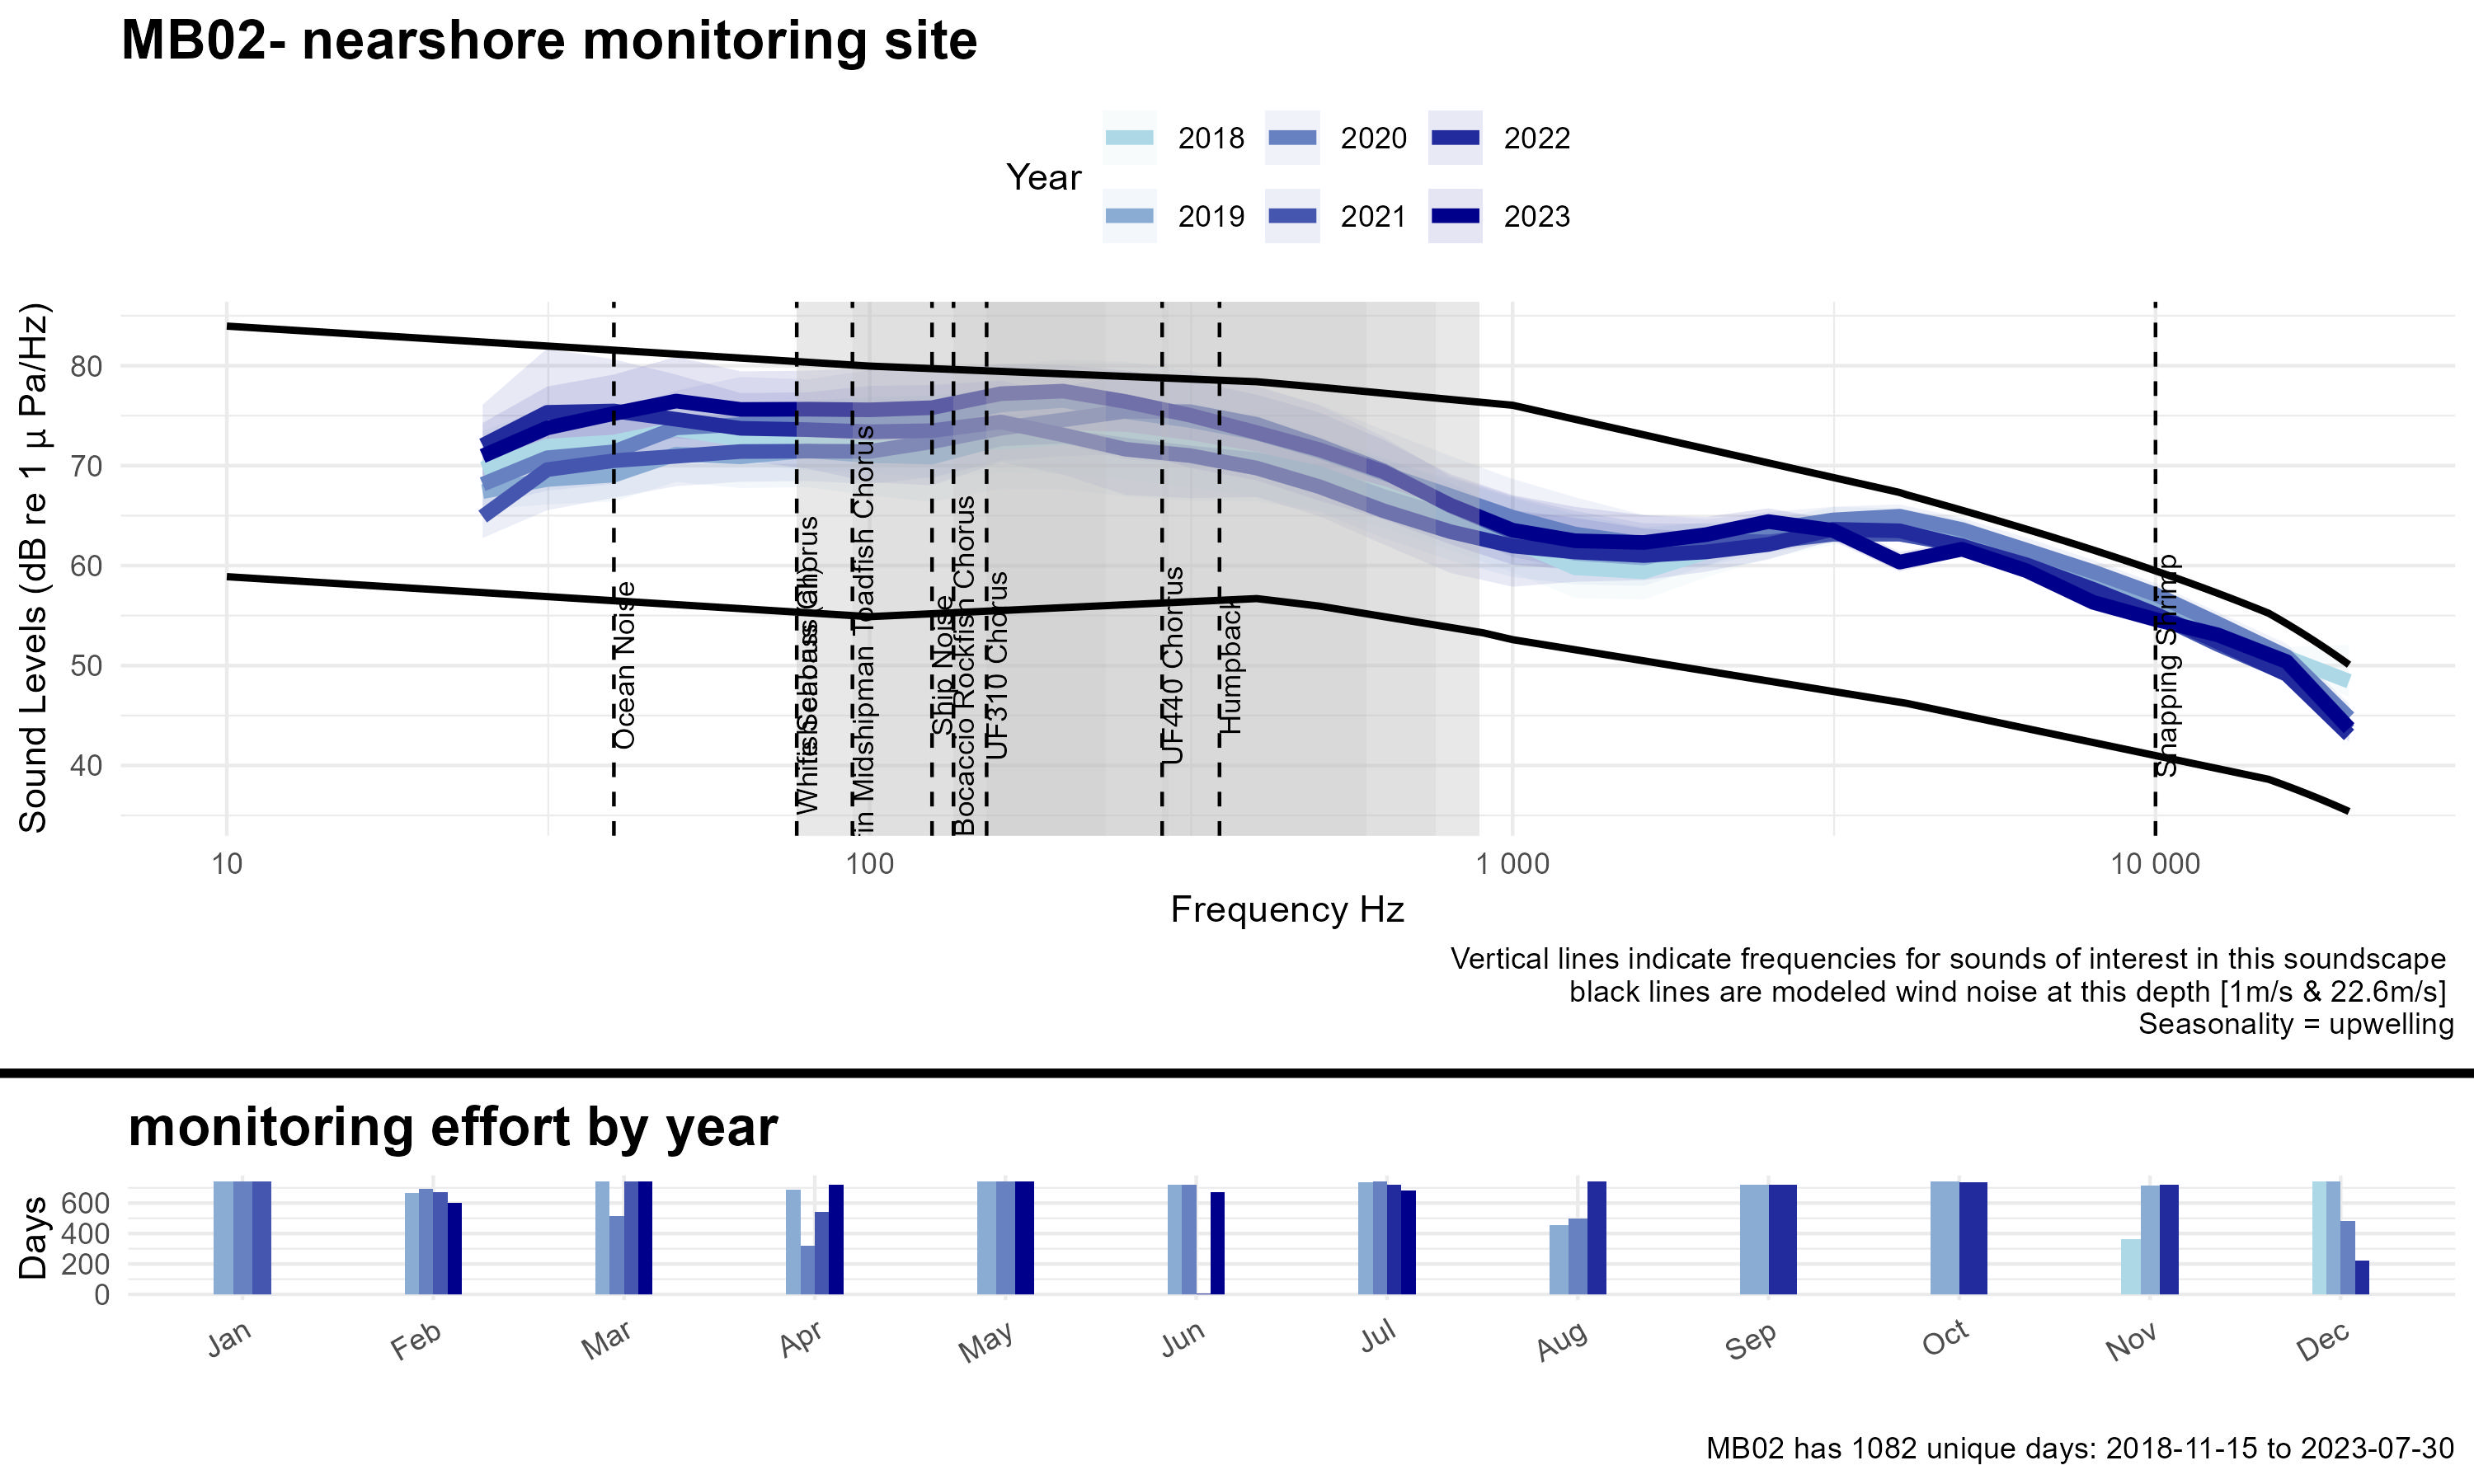 MB02- nearshore monitoring site
Year
2018
2020
2022
2019
2021
2023
Sound Levels (dB re 1 µ Pa/Hz)
80
70
60
50
40
Ocean Noise
rin Midshipman Toadfish Chorus
Ship Noise
Bocaccio Rockfish Chorus
UF310 Chorus
UF440 Chorus
Humpback
Snapping Shrimp
10
100
1 000
10 000
Frequency Hz
Vertical lines indicate frequencies for sounds of interest in this soundscape
black lines are modeled wind noise at this depth [1m/s & 22.6m/s]
Seasonality = upwelling
monitoring effort by year
Days
600
400
200
0
Jan
Feb
Mar
Apr
May
Jun
Jul
Aug
Sep
Oct
Nov
Dec
MB02 has 1082 unique days: 2018-11-15 to 2023-07-30